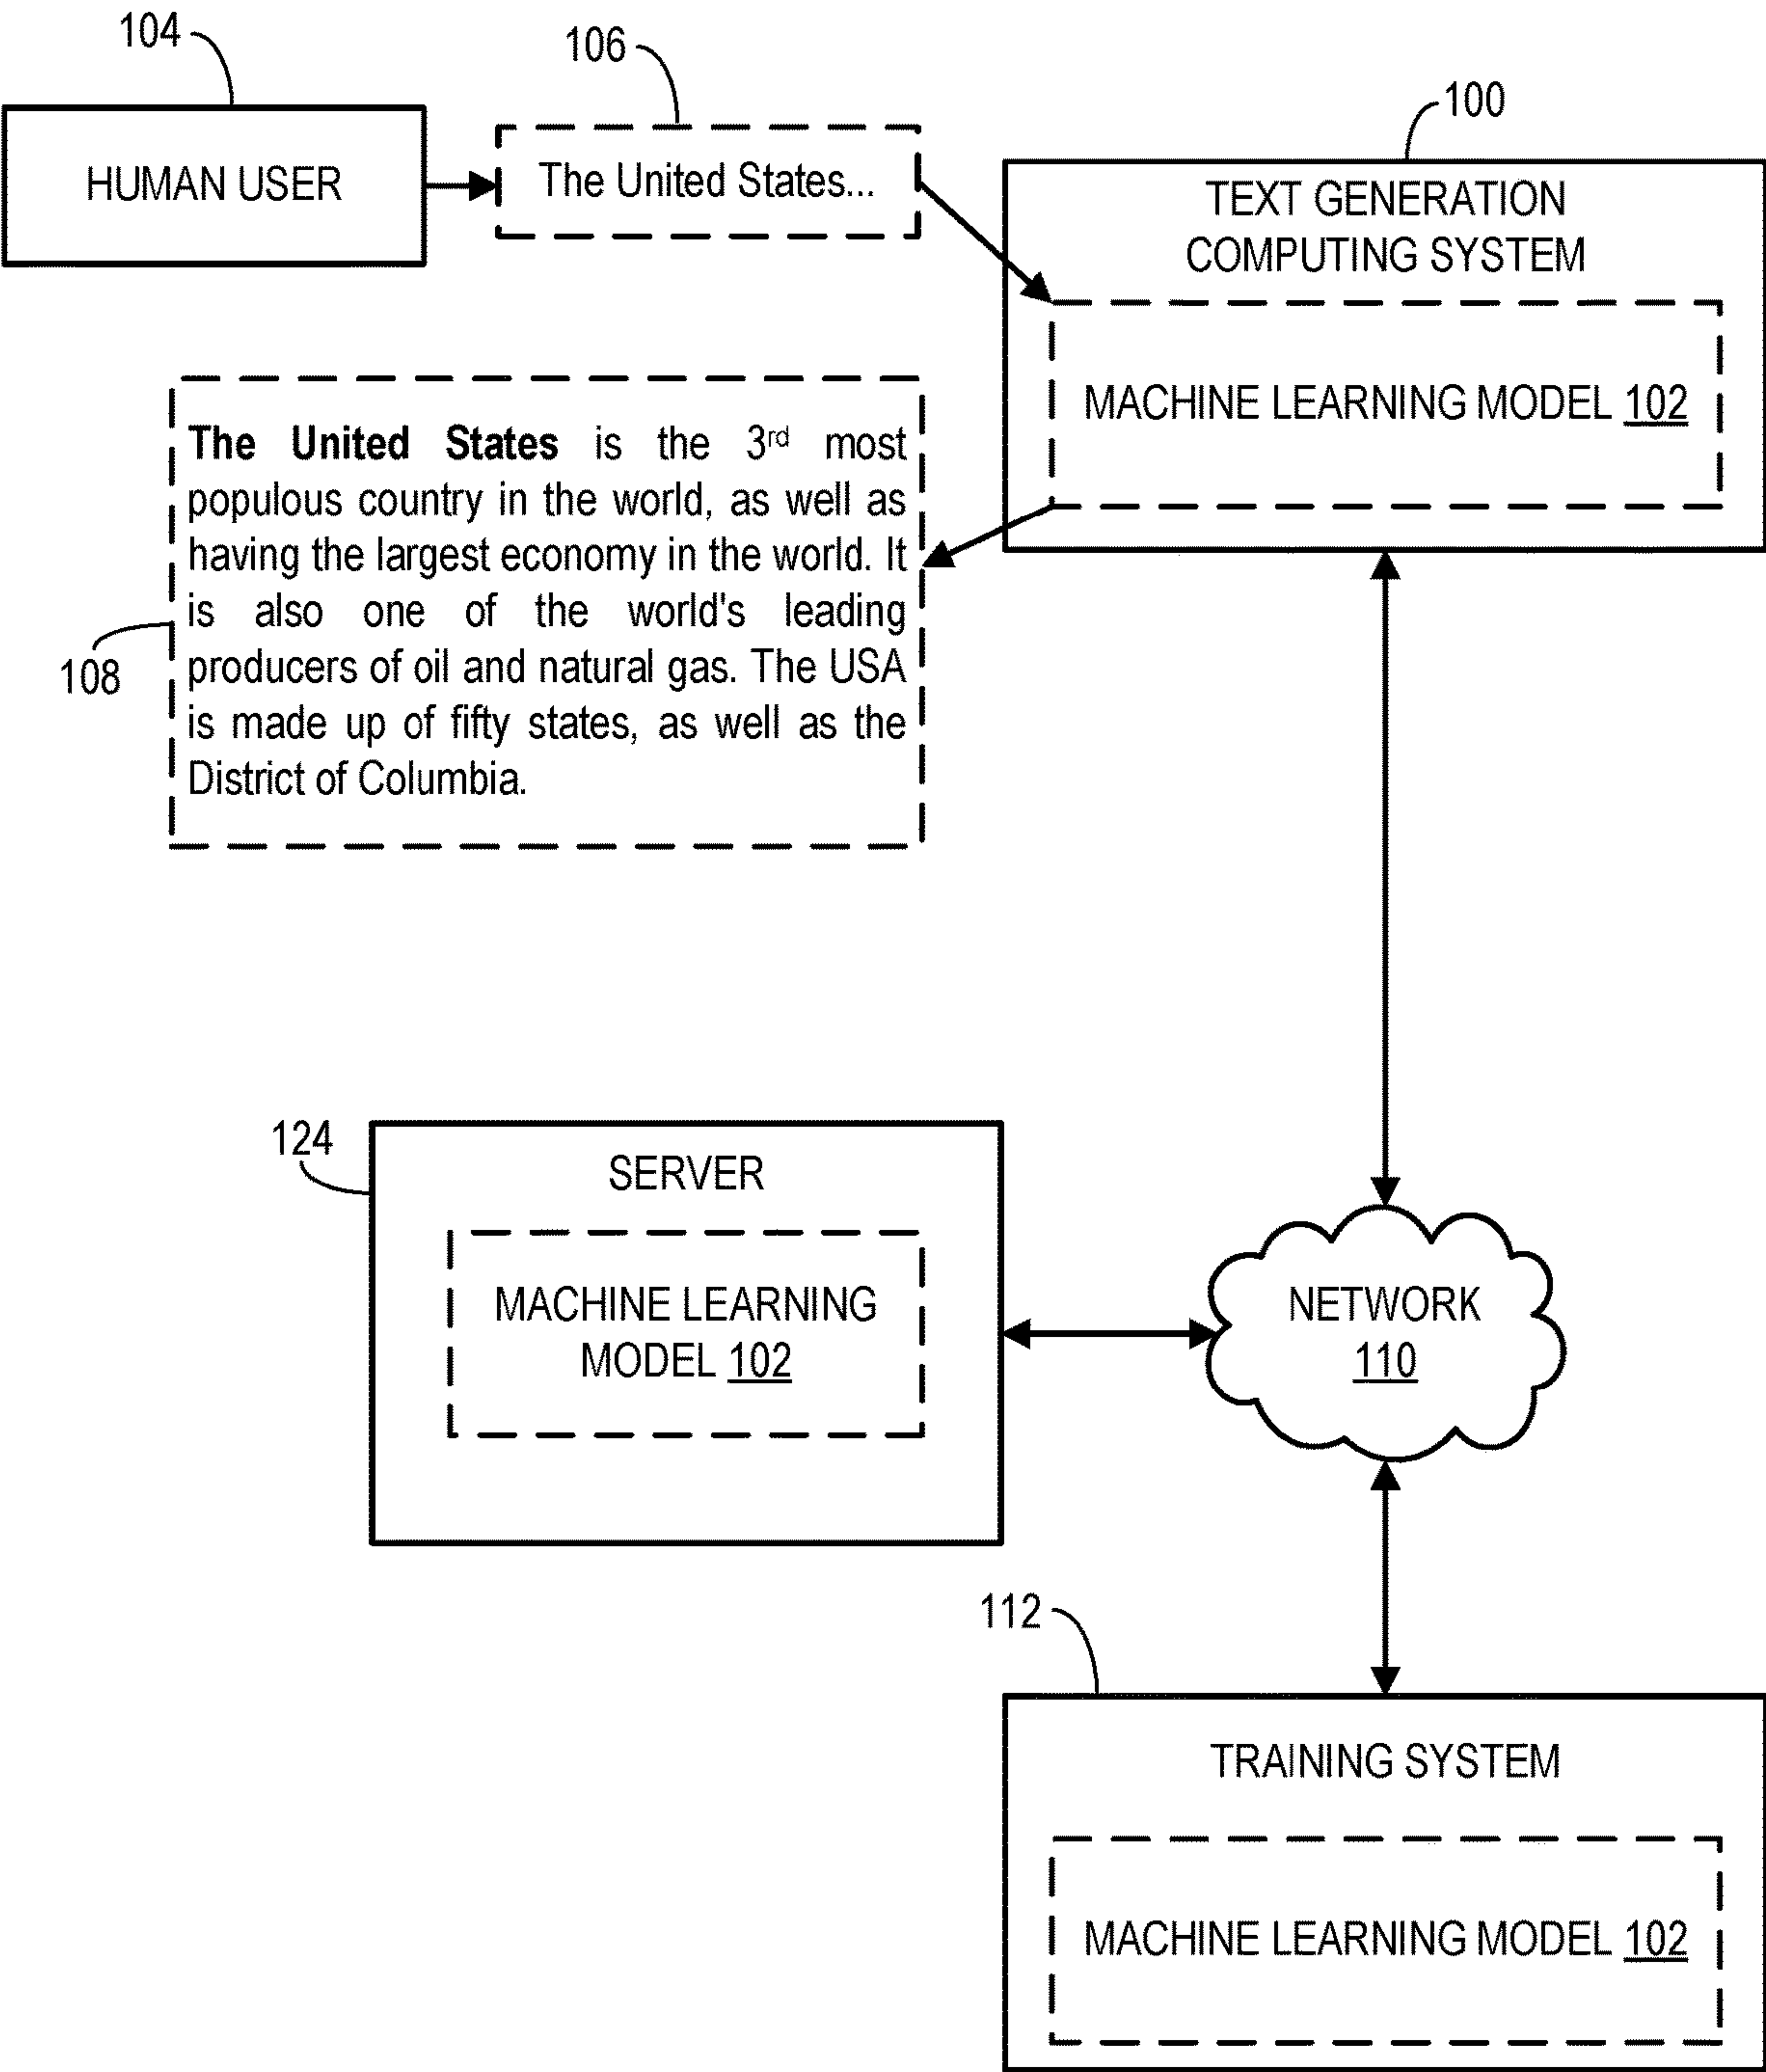 104
106
100
HUMAN USER
The United States...
TEXT GENERATION
COMPUTING SYSTEM
MACHINE LEARNING MODEL 102
The United States is the 3rd most
populous country in the world, as well as
having the largest economy in the world. It
is also one of the world's leading
producers of oil and natural gas. The USA
is made up of fifty states, as well as the
District of Columbia.
108
124
SERVER
MACHINE LEARNING
MODEL 102
NETWORK
110
112
TRAINING SYSTEM
MACHINE LEARNING MODEL 102